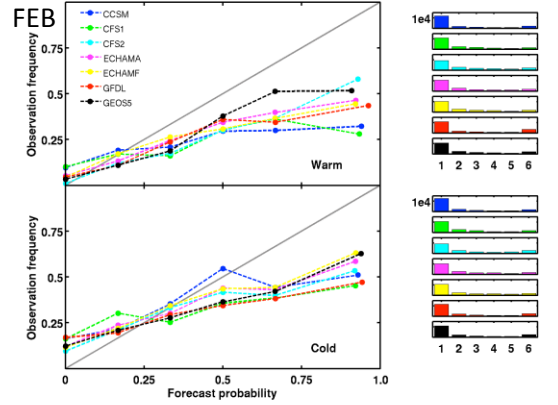 FEB
CCSM
CFS1
CFS2
ECHAMA
ECHAMF
GFDL
GEOS5
0.75
0.5
0.25
Observation frequency
Warm
0.75
0.5
0.25
Observation frequency
Cold
0 0.25 0.5 0.75 1.0
Forecast probability
1e4
1 2 3 4 5 6
1e4
1 2 3 4 5 6